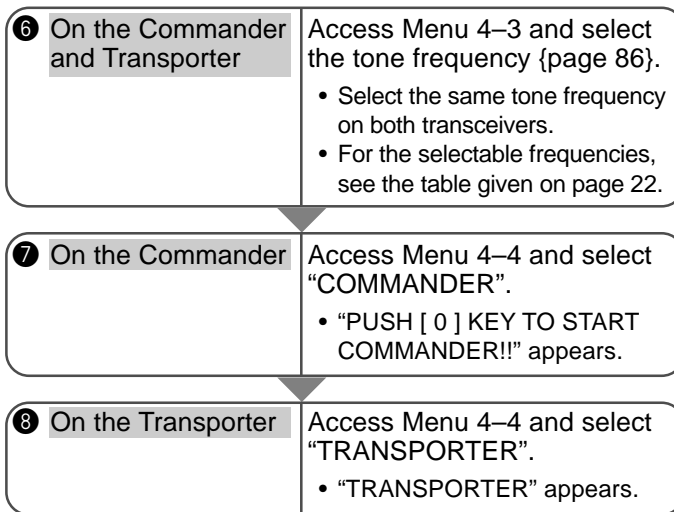 ❻ On the Commander
and Transporter
Access Menu 4–3 and select
the tone frequency {page 86}.
• Select the same tone frequency
on both transceivers.
• For the selectable frequencies,
see the table given on page 22.
❼ On the Commander
Access Menu 4–4 and select
“COMMANDER”.
• “PUSH [ 0 ] KEY TO START
COMMANDER!!” appears.
❽ On the Transporter
Access Menu 4–4 and select
“TRANSPORTER”.
• “TRANSPORTER” appears.